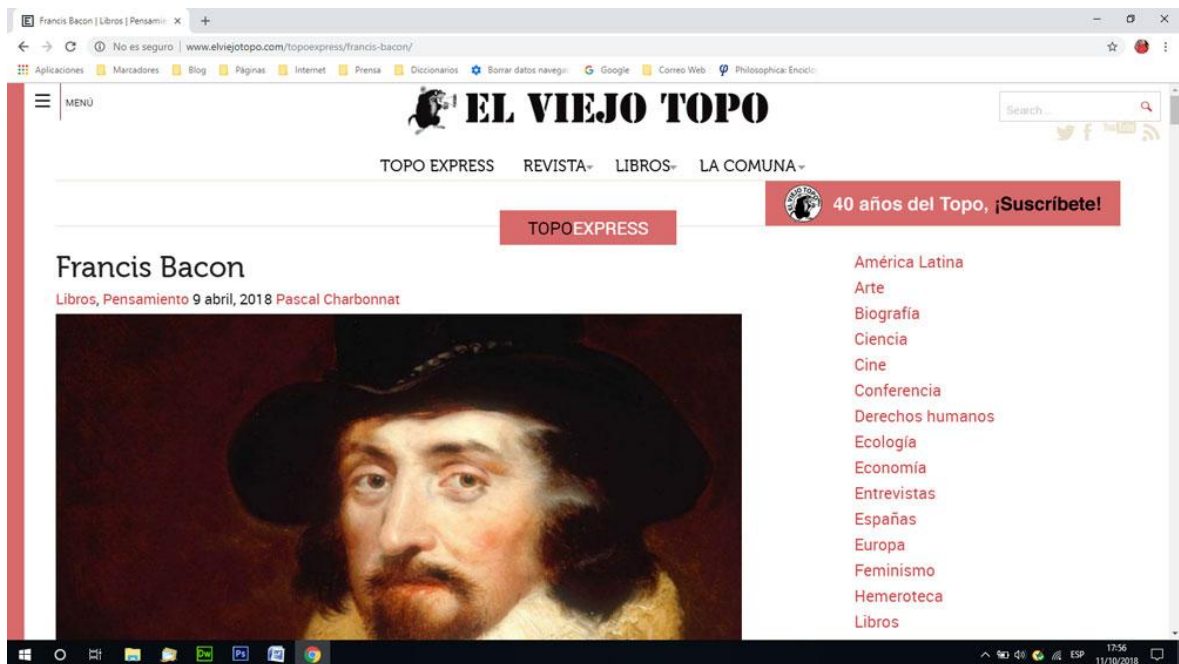 Francis Bacon | Libros | Pensamie
No es seguro | www.elviejotopo.com/topoexpress/francis-bacon/
Aplicaciones Marcadores Blog Páginas Internet Prensa Diccionarios Borrar datos navega Google Correo Web Philosophica: Enciclo
MENÚ
EL VIEJO TOPO
Search ...
You Tube
TOPO EXPRESS REVISTA LIBROS LA COMUNA
40 años del Topo, ¡Suscríbete!
TOPOEXPRESS
Francis Bacon
Libros, Pensamiento 9 abril, 2018 Pascal Charbonnat
América Latina
Arte
Biografía
Ciencia
Cine
Conferencia
Derechos humanos
Ecología
Economía
Entrevistas
Españas
Europa
Feminismo
Hemeroteca
Libros
Dw Ps
ESP
17:56
11/10/2018